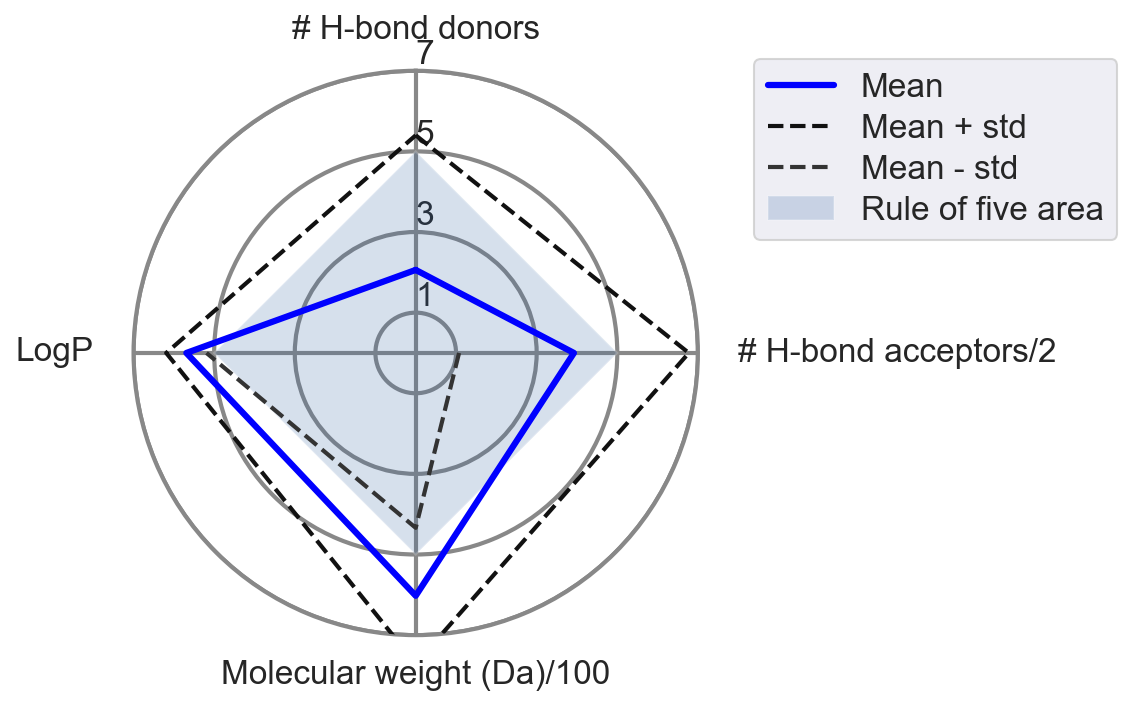 # H-bond donors
7
5
3
1
LogP
# H-bond acceptors/2
Molecular weight (Da)/100
Mean
Mean + std
Mean - std
Rule of five area